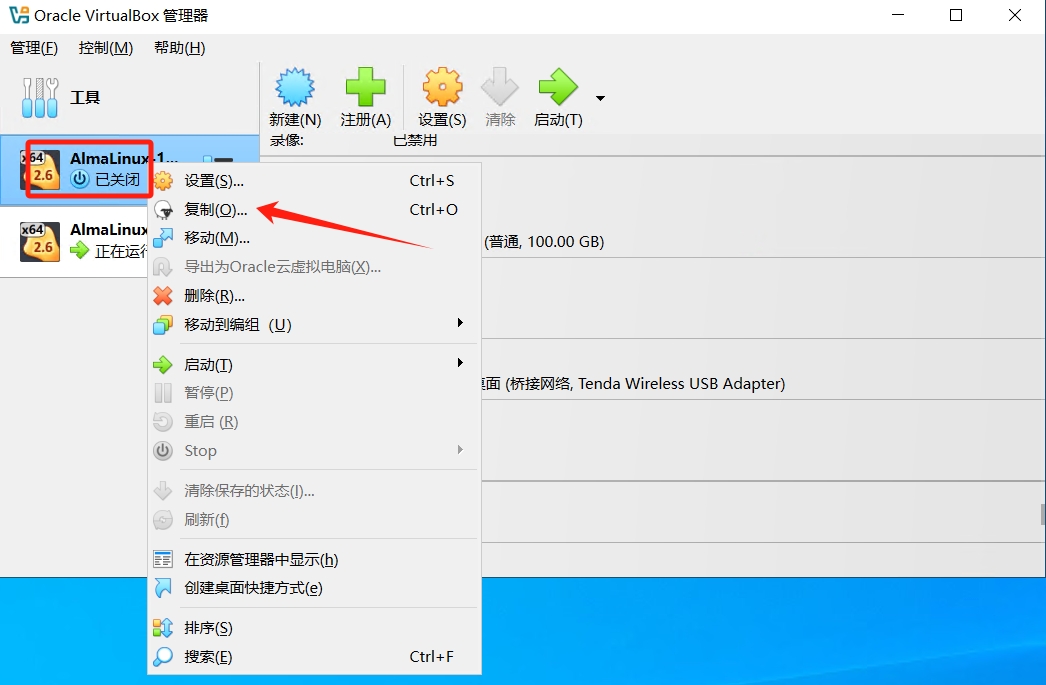 Oracle VirtualBox 管理器
管理(F) 控制(M) 帮助(H)
工具
新建(N) 注册(A) 设置(S) 清除 启动(T)
录像: 已禁用
x64 2.6 AlmaLinux-1...
已关闭
x64 2.6 AlmaLinux
正在运行
设置(S)... Ctrl+S
复制(O)... Ctrl+O
移动(M)...
导出为Oracle云虚拟电脑(X)...
删除(R)...
移动到编组 (U)
启动(T)
暂停(P)
重启 (R)
Stop
清除保存的状态(I)...
刷新(f)
在资源管理器中显示(h)
创建桌面快捷方式(e)
排序(S)
搜索(E) Ctrl+F
(普通, 100.00 GB)
桌面 (桥接网络, Tenda Wireless USB Adapter)